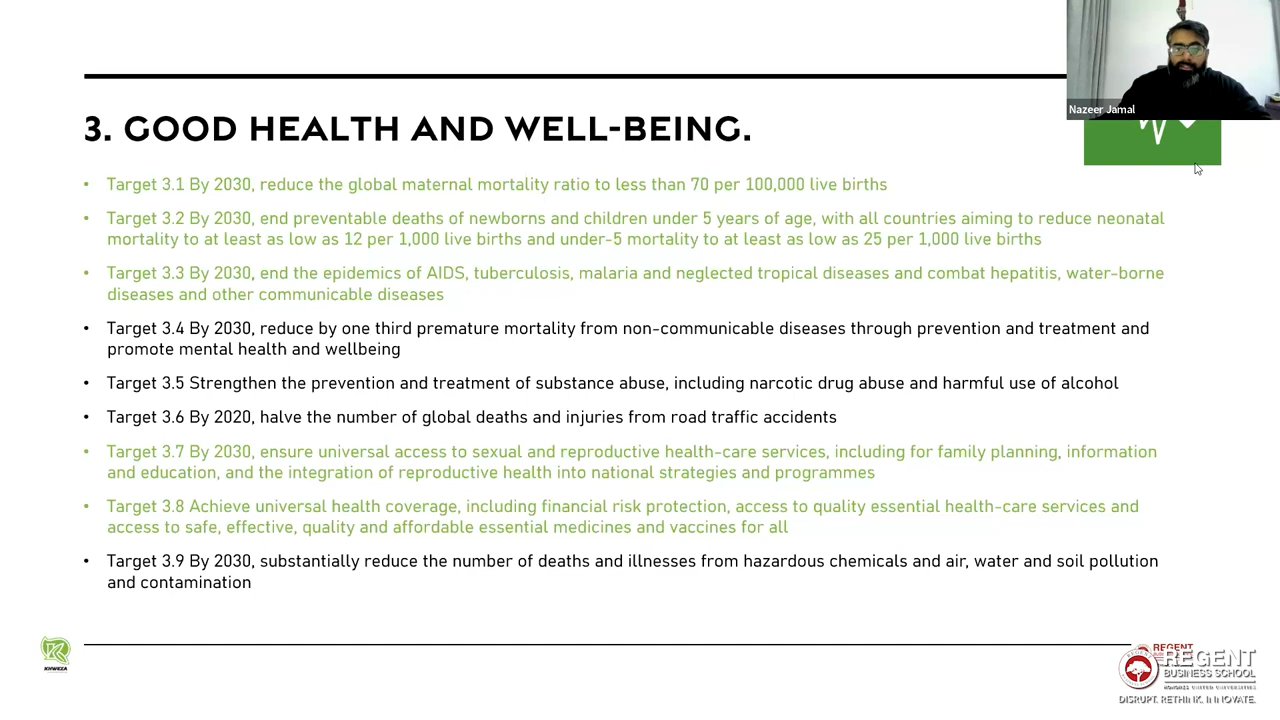 Nazeer Jamal
3. GOOD HEALTH AND WELL-BEING.
• Target 3.1 By 2030, reduce the global maternal mortality ratio to less than 70 per 100,000 live births
• Target 3.2 By 2030, end preventable deaths of newborns and children under 5 years of age, with all countries aiming to reduce neonatal
mortality to at least as low as 12 per 1,000 live births and under-5 mortality to at least as low as 25 per 1,000 live births
• Target 3.3 By 2030, end the epidemics of AIDS, tuberculosis, malaria and neglected tropical diseases and combat hepatitis, water-borne
diseases and other communicable diseases
• Target 3.4 By 2030, reduce by one third premature mortality from non-communicable diseases through prevention and treatment and
promote mental health and wellbeing
• Target 3.5 Strengthen the prevention and treatment of substance abuse, including narcotic drug abuse and harmful use of alcohol
• Target 3.6 By 2020, halve the number of global deaths and injuries from road traffic accidents
• Target 3.7 By 2030, ensure universal access to sexual and reproductive health-care services, including for family planning, information
and education, and the integration of reproductive health into national strategies and programmes
• Target 3.8 Achieve universal health coverage, including financial risk protection, access to quality essential health-care services and
access to safe, effective, quality and affordable essential medicines and vaccines for all
• Target 3.9 By 2030, substantially reduce the number of deaths and illnesses from hazardous chemicals and air, water and soil pollution
and contamination
KHWEZA
REGENT
REGENT
BUSINESS SCHOOL
HONORIS UNITED UNIVERSITIES
DISRUPT. RETHINK. INNOVATE.